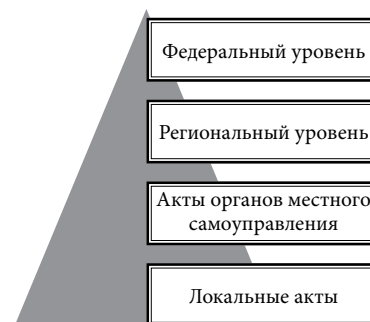 Федеральный уровень
Региональный уровень
Акты органов местного
самоуправления
Локальные акты